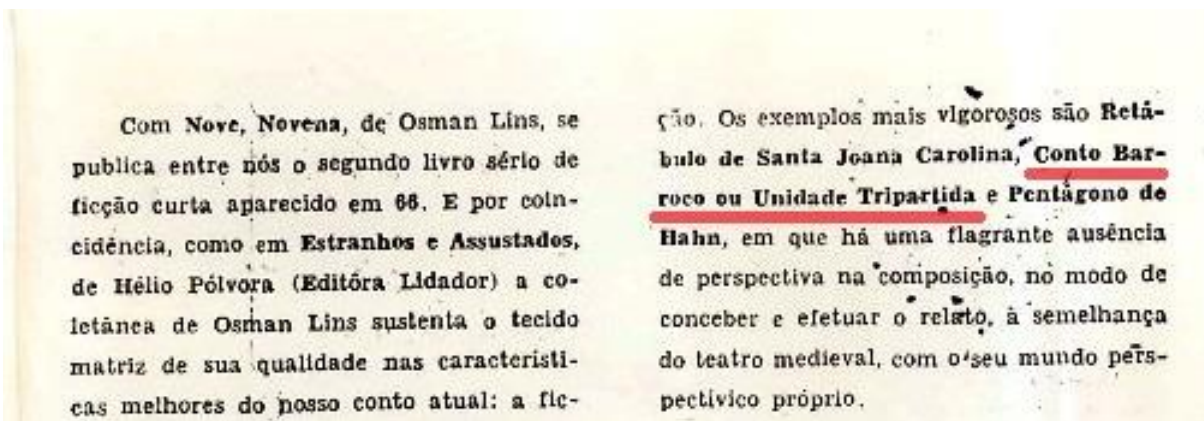 Com Nove, Novena, de Osman Lins, se
publica entre nós o segundo livro sério de
ficção curta aparecido em 66. E por coin-
cidência, como em Estranhos e Assustados,
de Hélio Pólvora (Editôra Lidador) a co-
letânea de Osman Lins sustenta o tecido
matriz de sua qualidade nas característi-
cas melhores do nosso conto atual: a fic-
ção. Os exemplos mais vigorosos são Retá-
bulo de Santa Joana Carolina, Conto Bar-
roco ou Unidade Tripartida e Pentágono de
Hahn, em que há uma flagrante ausência
de perspectiva na composição, no modo de
conceber e efetuar o relato, à semelhança
do teatro medieval, com o seu mundo pers-
pectívico próprio.